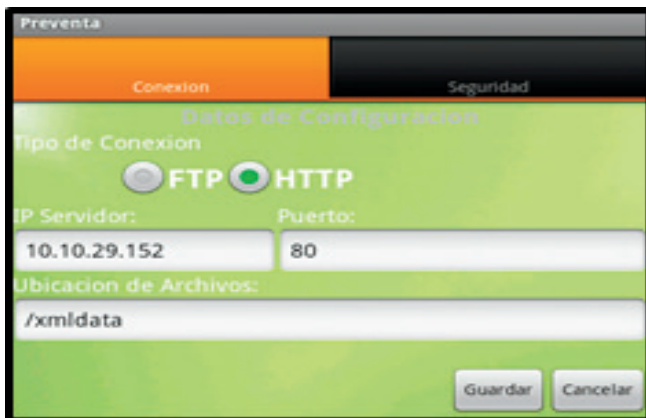 Preventa
Conexion Seguridad
Datos de Configuracion
Tipo de Conexion
FTP HTTP
IP Servidor: Puerto:
10.10.29.152 80
Ubicacion de Archivos:
/xmldata
Guardar Cancelar